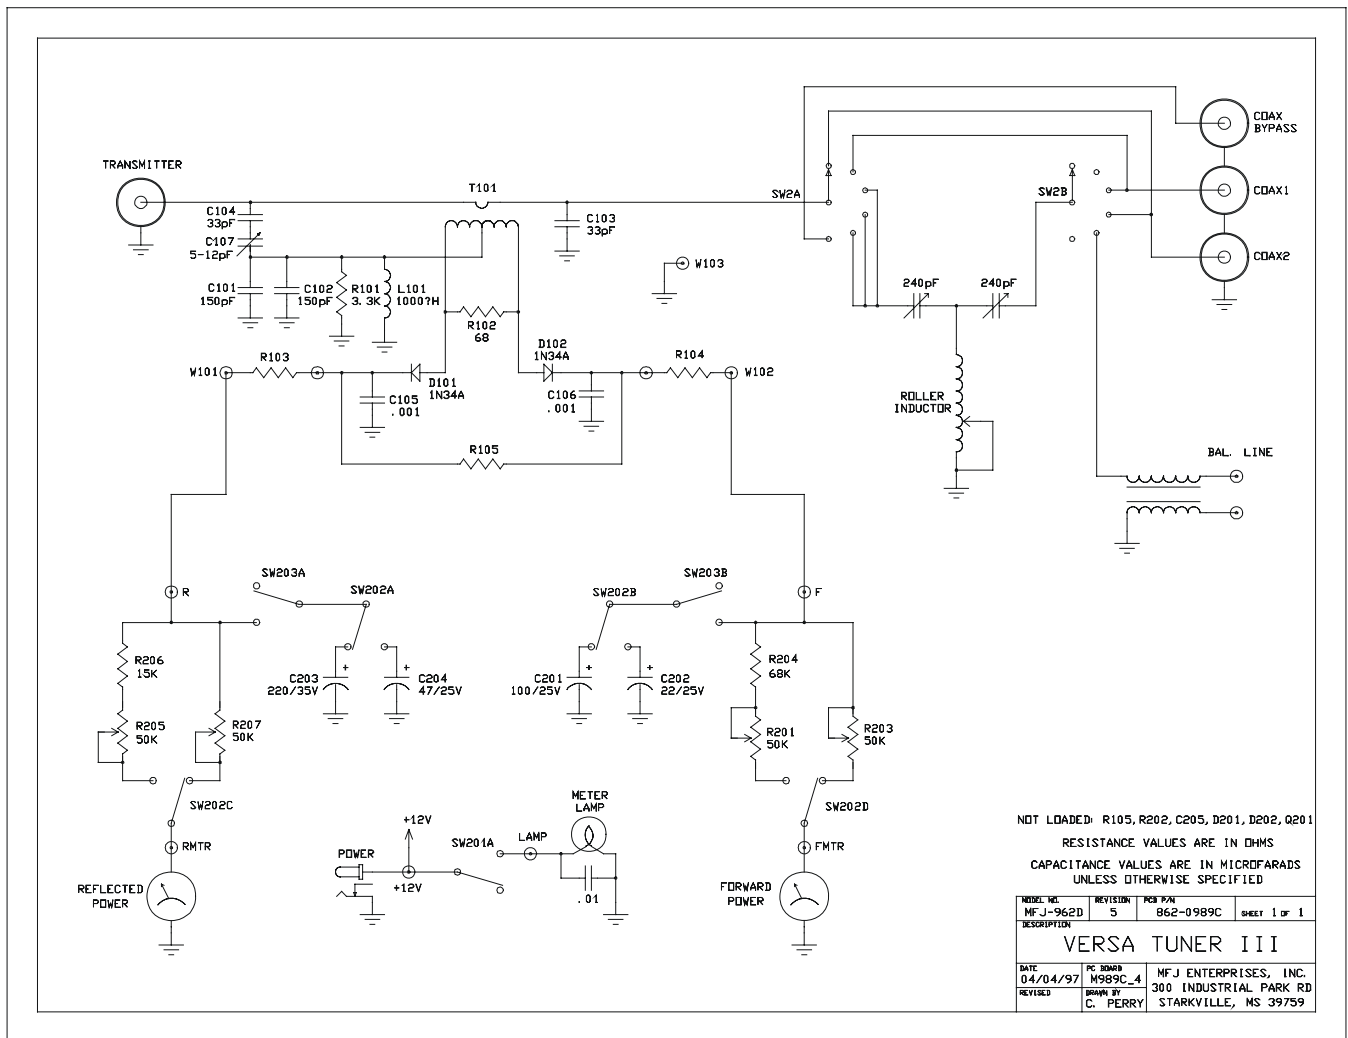 COAX
BYPASS
TRANSMITTER
T101
SW2A
SW2B
COAX1
C104
33pF
C103
33pF
C107
5-12pF
COAX2
W103
C101
150pF
C102
150pF
R101
3.3K
L101
1000?H
240pF
240pF
R102
68
D102
1N34A
R103
R104
W101
W102
D101
1N34A
C105
.001
C106
.001
ROLLER
INDUCTOR
R105
BAL. LINE
SW203A
SW203B
R
SW202A
SW202B
F
R206
15K
C203
220/35V
+
C204
47/25V
+
C201
100/25V
+
C202
22/25V
+
R204
68K
R205
50K
R207
50K
R201
50K
R203
50K
SW202C
SW202D
METER
LAMP
+12V
SW201A
LAMP
RMTR
FMTR
POWER
+12V
.01
REFLECTED
POWER
FORWARD
POWER
NOT LOADED: R105, R202, C205, D201, D202, Q201
RESISTANCE VALUES ARE IN OHMS
CAPACITANCE VALUES ARE IN MICROFARADS
UNLESS OTHERWISE SPECIFIED
MODEL NO.
MFJ-962D
REVISION
5
PCB P/N
862-0989C
SHEET 1 OF 1
DESCRIPTION
VERSA TUNER III
DATE
04/04/97
PC BOARD
M989C_4
REVISED
DRAWN BY
C. PERRY
MFJ ENTERPRISES, INC.
300 INDUSTRIAL PARK RD
STARKVILLE, MS 39759